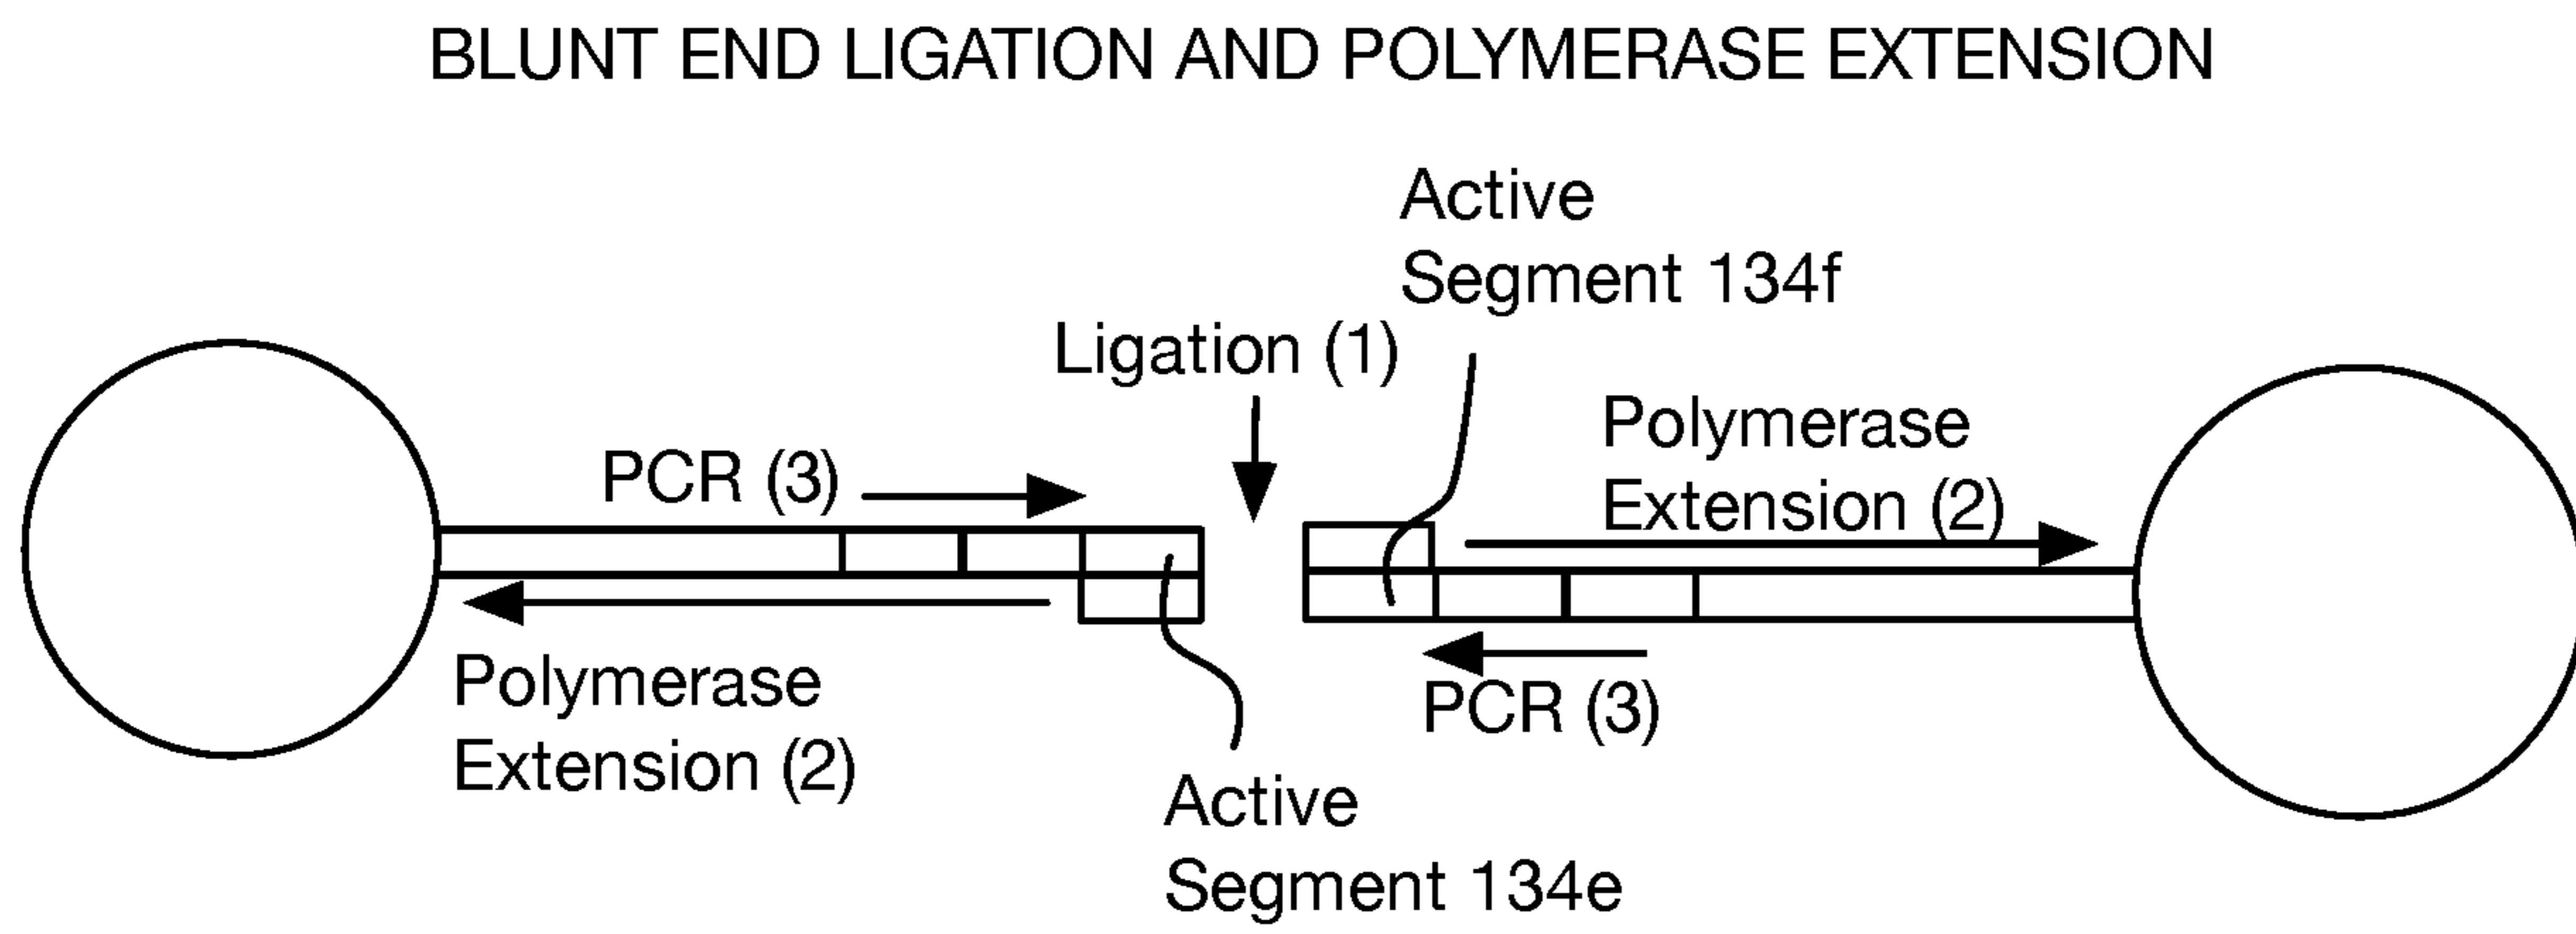 BLUNT END LIGATION AND POLYMERASE EXTENSION
Active
Segment 134f
Ligation (1)
Polymerase
Extension (2)
PCR (3)
Polymerase
Extension (2)
PCR (3)
Active
Segment 134e